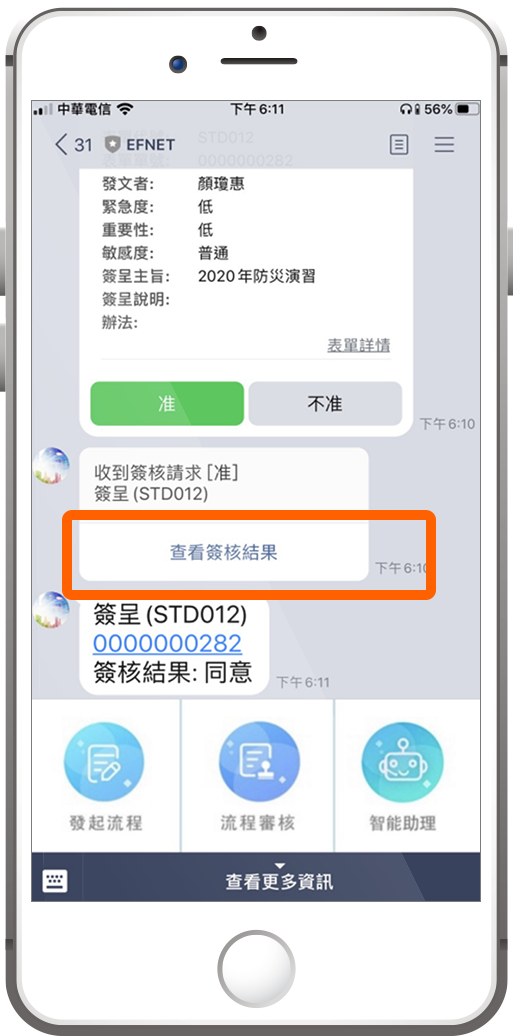 中華電信
下午6:11
56%
31
EFNET
STD012
0000000282
發文者: 顏瓊惠
緊急度: 低
重要性: 低
敏感度: 普通
簽呈主旨: 2020年防災演習
簽呈說明:
辦法:
表單詳情
准
不准
下午6:10
收到簽核請求 [准]
簽呈 (STD012)
查看簽核結果
下午6:10
簽呈 (STD012)
0000000282
簽核結果: 同意
下午6:11
發起流程
流程審核
智能助理
查看更多資訊